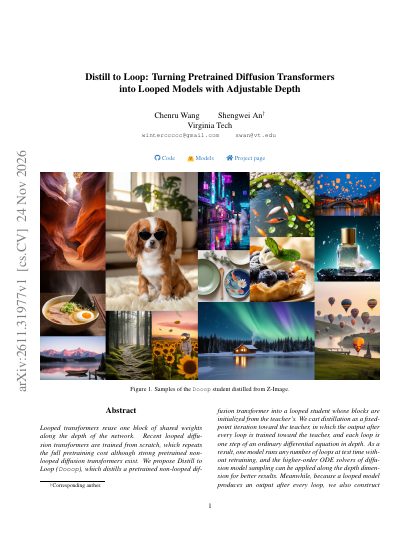 Distill to Loop: Turning Pretrained Diffusion Transformers
into Looped Models with Adjustable Depth
Chenru Wang Shengwei An†
Virginia Tech
winterccccc@gmail.com swan@vt.edu
Code Models Project page
arXiv:2611.31977v1 [cs.CV] 24 Nov 2026
Figure 1. Samples of the Dooop student distilled from Z-Image.
Abstract
Looped transformers reuse one block of shared weights
along the depth of the network. Recent looped diffu-
sion transformers are trained from scratch, which repeats
the full pretraining cost although strong pretrained non-
looped diffusion transformers exist. We propose Distill to
Loop (Dooop), which distills a pretrained non-looped dif-
†Corresponding author.
fusion transformer into a looped student whose blocks are
initialized from the teacher's. We cast distillation as a fixed-
point iteration toward the teacher, in which the output after
every loop is trained toward the teacher, and each loop is
one step of an ordinary differential equation in depth. As a
result, one model runs any number of loops at test time with-
out retraining, and the higher-order ODE solvers of diffu-
sion model sampling can be applied along the depth dimen-
sion for better results. Meanwhile, because a looped model
produces an output after every loop, we also construct
1